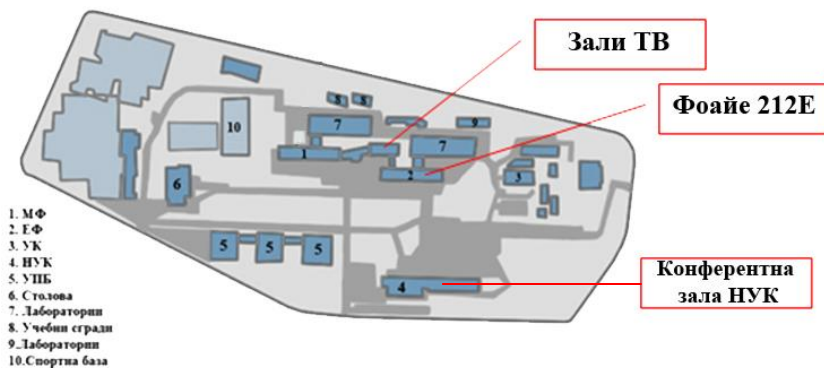 Зали ТВ
Фоайе 212Е
Конферентна
зала НУК
8
8
9
7
10
7
1
2
3
6
5
5
5
4
1. МФ
2. ЕФ
3. УК
4. НУК
5. УПБ
6. Столова
7. Лаборатории
8. Учебни сгради
9.Лаборатории
10.Спортна база